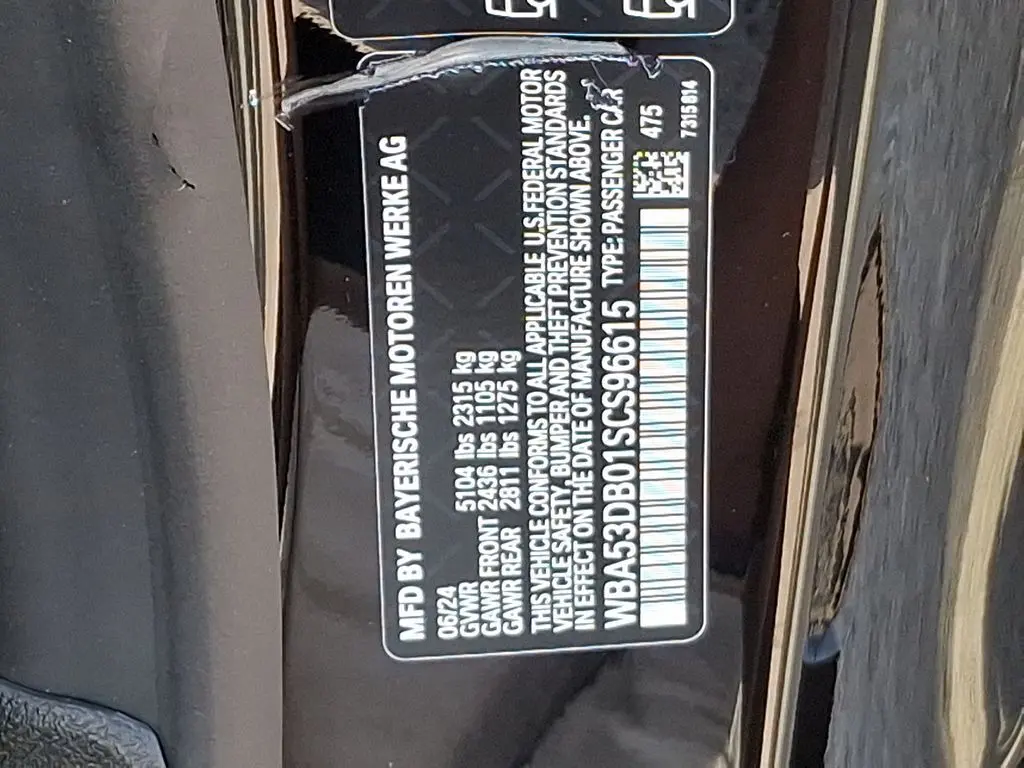 MFD BY BAYERISCHE MOTOREN WERKE AG
06/24
GVWR 5104 lbs 2315 kg
GAWR FRONT 2436 lbs 1105 kg
GAWR REAR 2811 lbs 1275 kg
THIS VEHICLE CONFORMS TO ALL APPLICABLE U.S. FEDERAL MOTOR
VEHICLE SAFETY, BUMPER AND THEFT PREVENTION STANDARDS
IN EFFECT ON THE DATE OF MANUFACTURE SHOWN ABOVE.
WBA53DB01SCS96615 TYPE: PASSENGER CAR
475
7315614